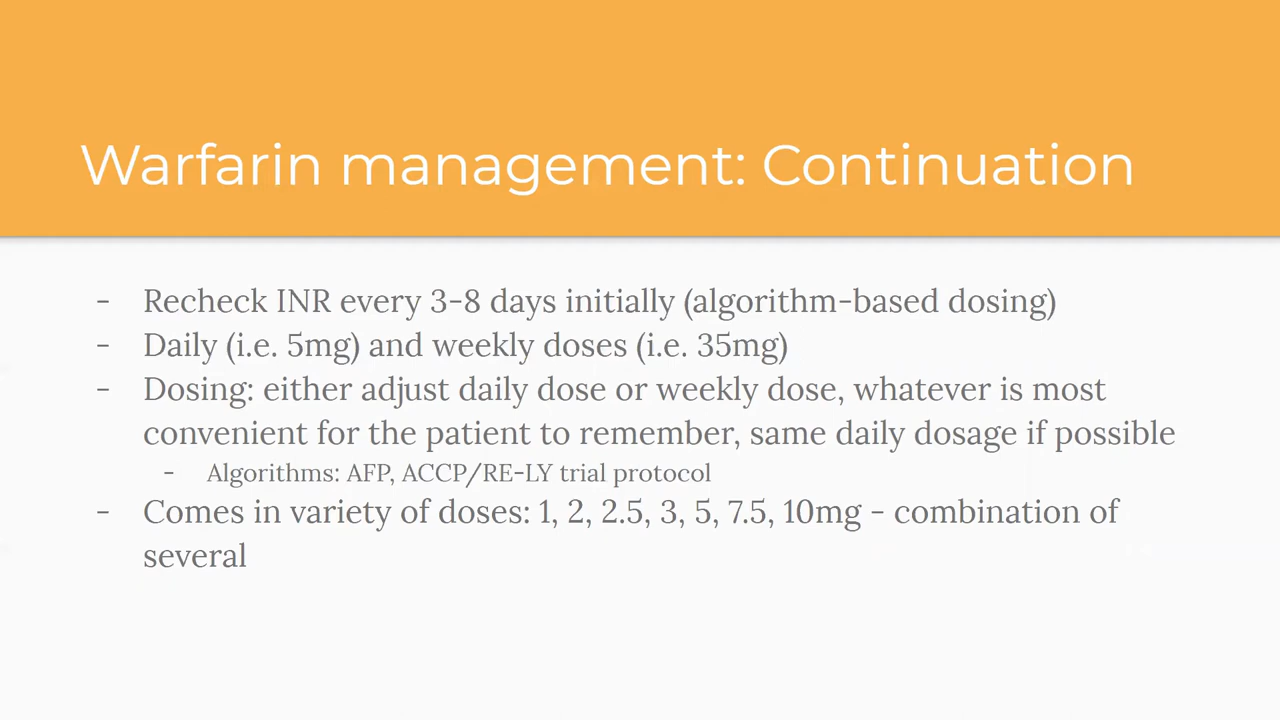 Warfarin management: Continuation
- Recheck INR every 3-8 days initially (algorithm-based dosing)
- Daily (i.e. 5mg) and weekly doses (i.e. 35mg)
- Dosing: either adjust daily dose or weekly dose, whatever is most
convenient for the patient to remember, same daily dosage if possible
- Algorithms: AFP, ACCP/RE-LY trial protocol
- Comes in variety of doses: 1, 2, 2.5, 3, 5, 7.5, 10mg - combination of
several